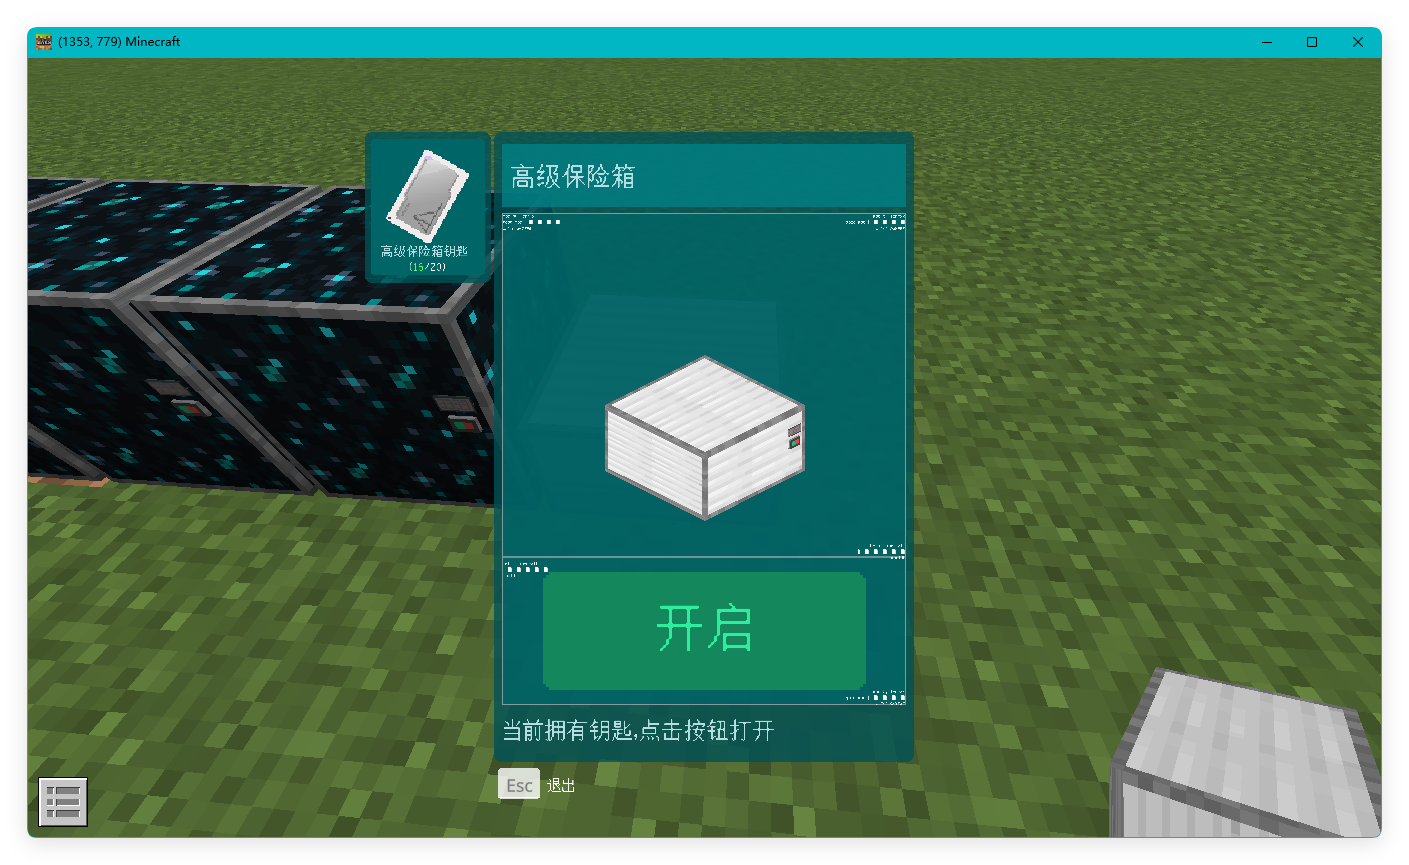 (1353, 779) Minecraft
高级保险箱
高级保险箱钥匙
(16/20)
开启
当前拥有钥匙,点击按钮打开
Esc 退出